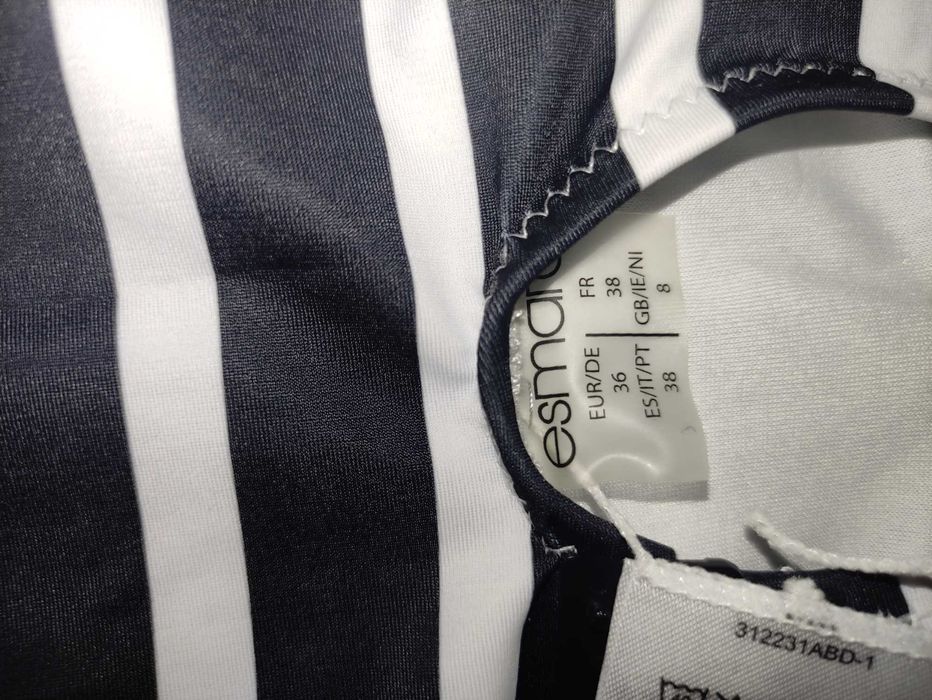 esmara
EUR/DE FR
36 38
ES/IT/PT GB/IE/NI
38 8
312231ABD-1